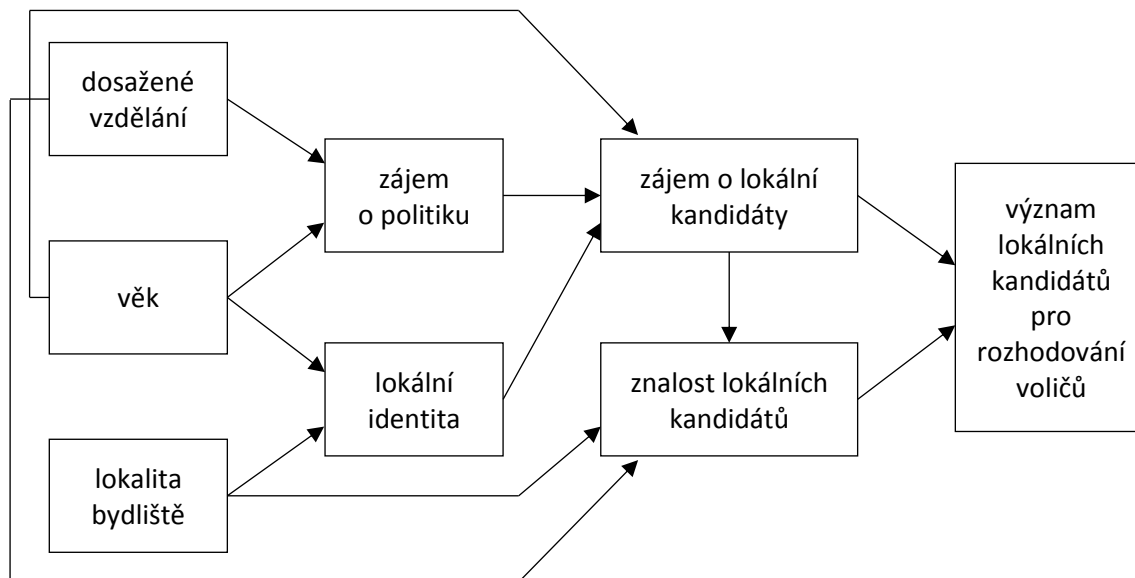 dosažené
vzdělání
věk
lokalita
bydliště
zájem
o politiku
lokální
identita
zájem o lokální
kandidáty
znalost lokálních
kandidátů
význam
lokálních
kandidátů
pro
rozhodování
voličů